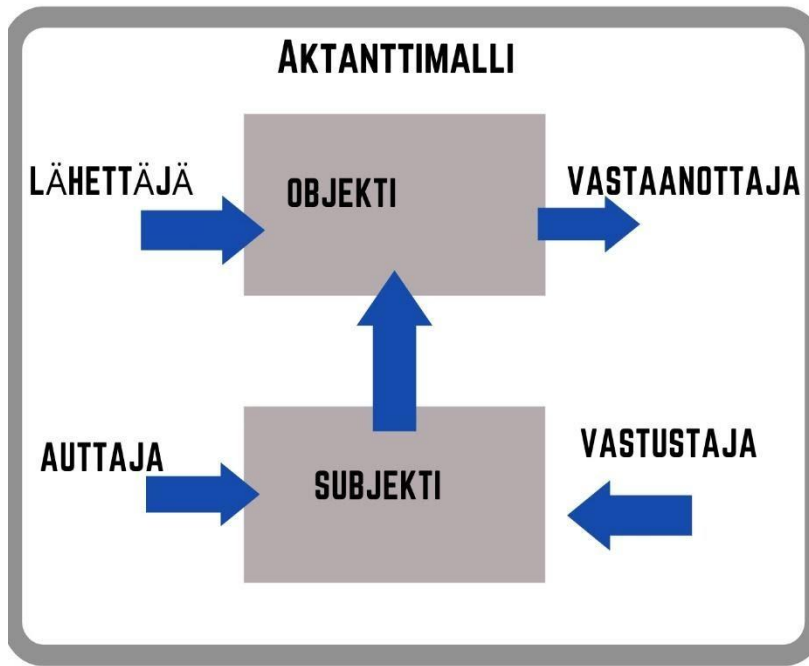 AKTANTTIMALLI
LÄHETTÄJÄ
OBJEKTI
VASTAANOTTAJA
AUTTAJA
SUBJEKTI
VASTUSTAJA